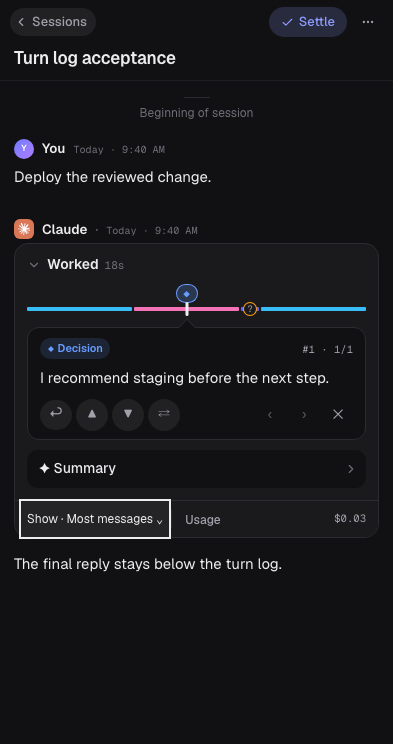 Sessions
Settle
Turn log acceptance
Beginning of session
Y You Today · 9:40 AM
Deploy the reviewed change.
Claude · Today · 9:40 AM
Worked 18s
?
Decision
#1 · 1/1
I recommend staging before the next step.
Summary
Show · Most messages
Usage
$0.03
The final reply stays below the turn log.